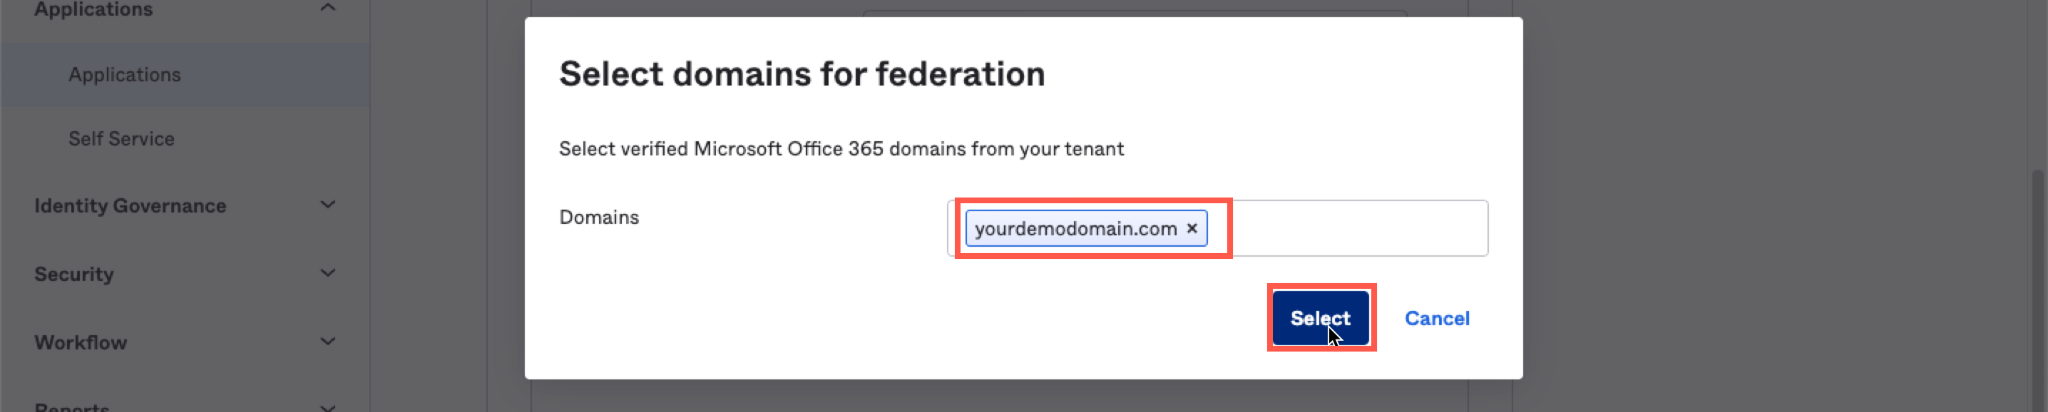 Applications
Applications
Self Service
Identity Governance
Security
Workflow
Reports
Select domains for federation
Select verified Microsoft Office 365 domains from your tenant
Domains
yourdemodomain.com ×
Select
Cancel